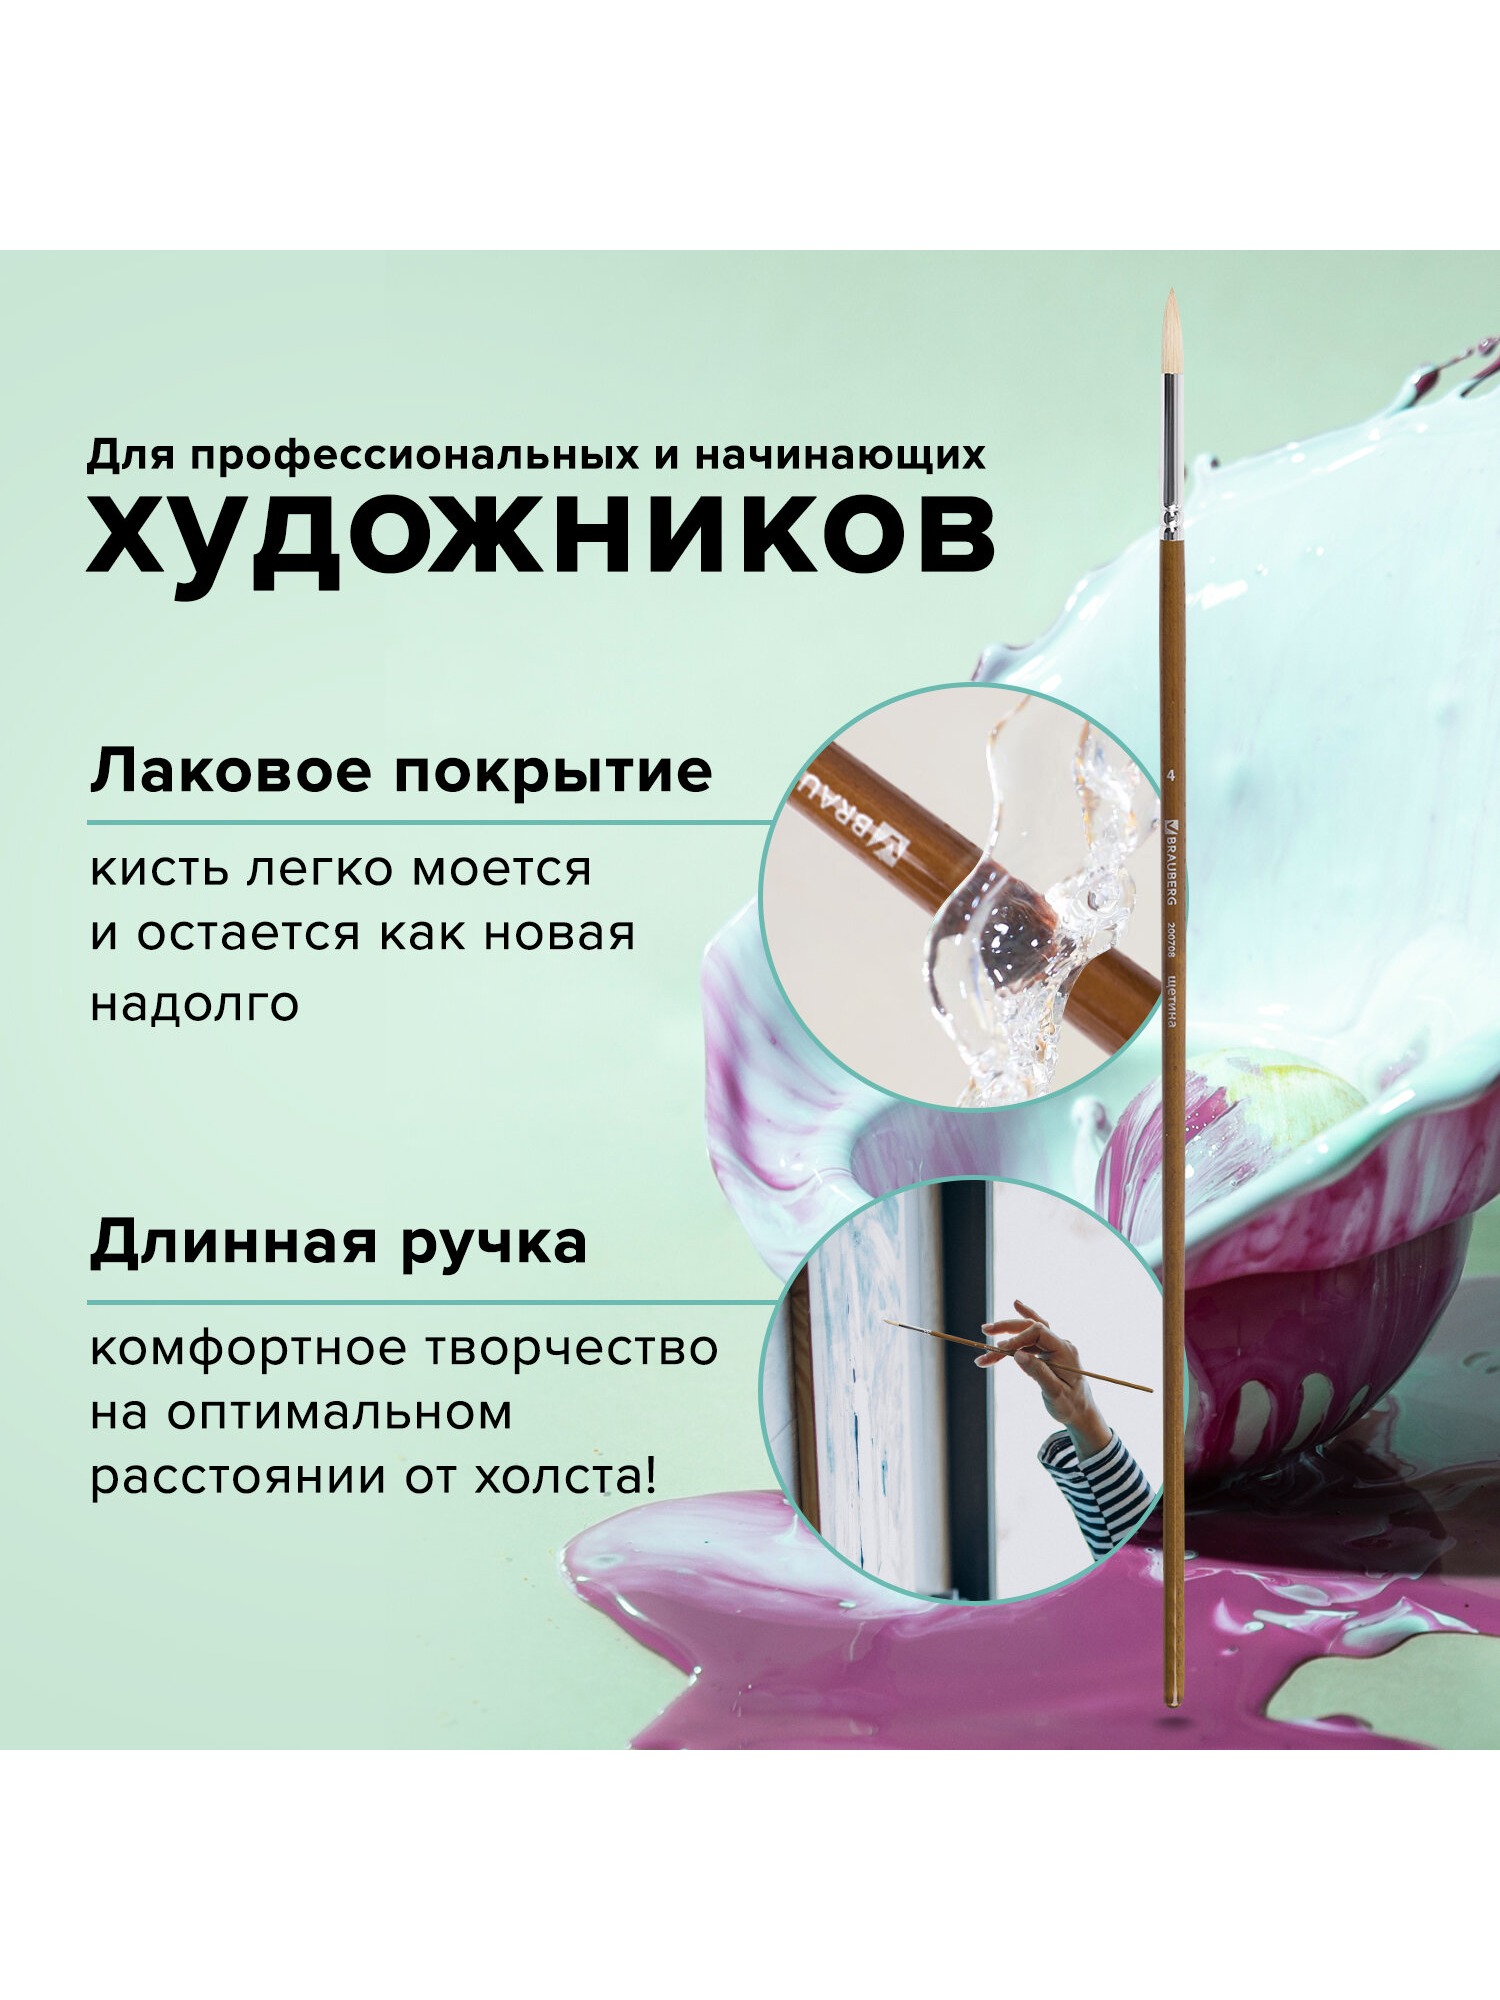 Для профессиональных и начинающих
художников
Лаковое покрытие
кисть легко моется
и остается как новая
надолго
BRAU
Длинная ручка
комфортное творчество
на оптимальном
расстоянии от холста!
4 BRAUBERG 200708 щетина